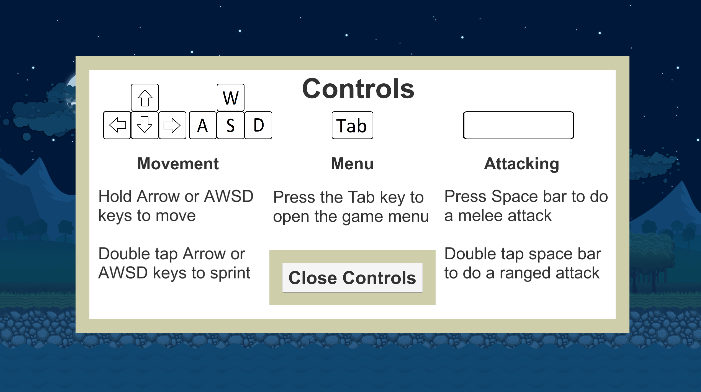 Controls
W
A S D
Tab
Movement
Menu
Attacking
Hold Arrow or AWSD
keys to move
Double tap Arrow or
AWSD keys to sprint
Press the Tab key to
open the game menu
Close Controls
Press Space bar to do
a melee attack
Double tap space bar
to do a ranged attack